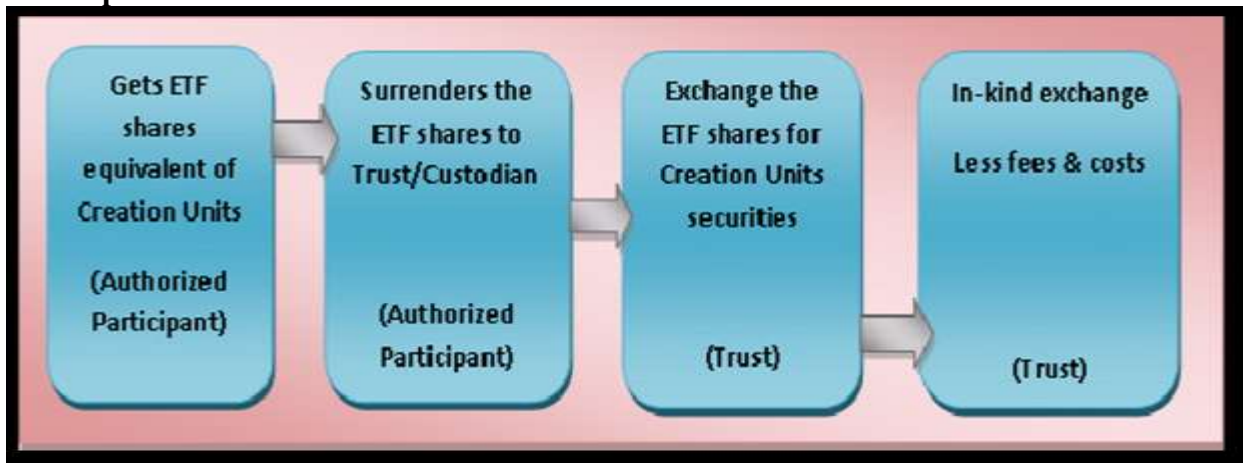 Gets ETF
shares
equivalent of
Creation Units
(Authorized
Participant)
Surrenders the
ETF shares to
Trust/Custodian
(Authorized
Participant)
Exchange the
ETF shares for
Creation Units
securities
(Trust)
In-kind exchange
Less fees & costs
(Trust)